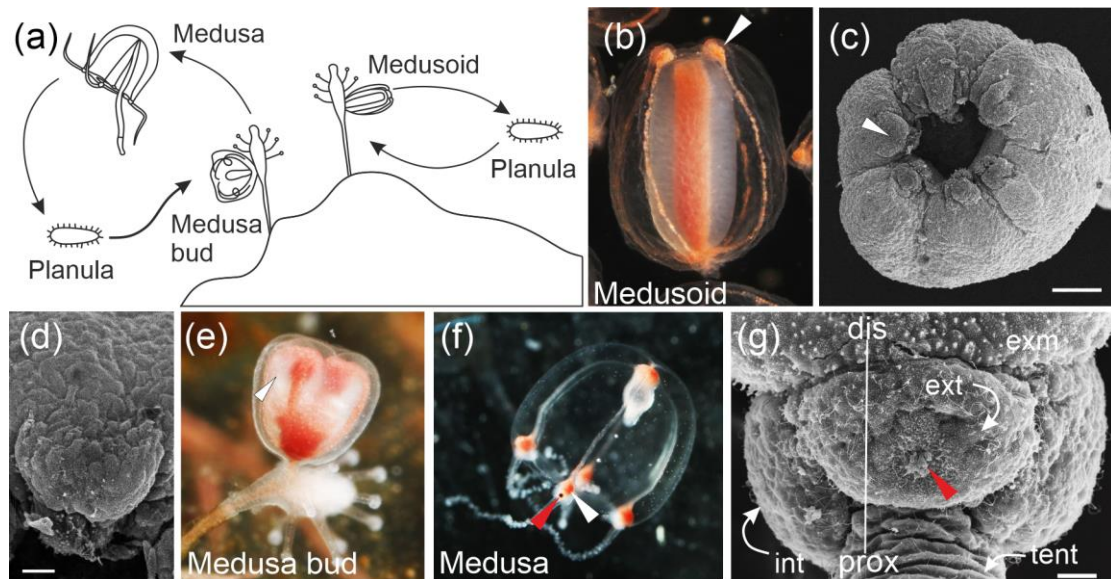 (a)
Medusa
Medusoid
Planula
Medusa
bud
Planula
(b)
Medusoid
(c)
(d)
(e)
Medusa bud
(f)
Medusa
(g)
dis
exm
ext
int
prox
tent